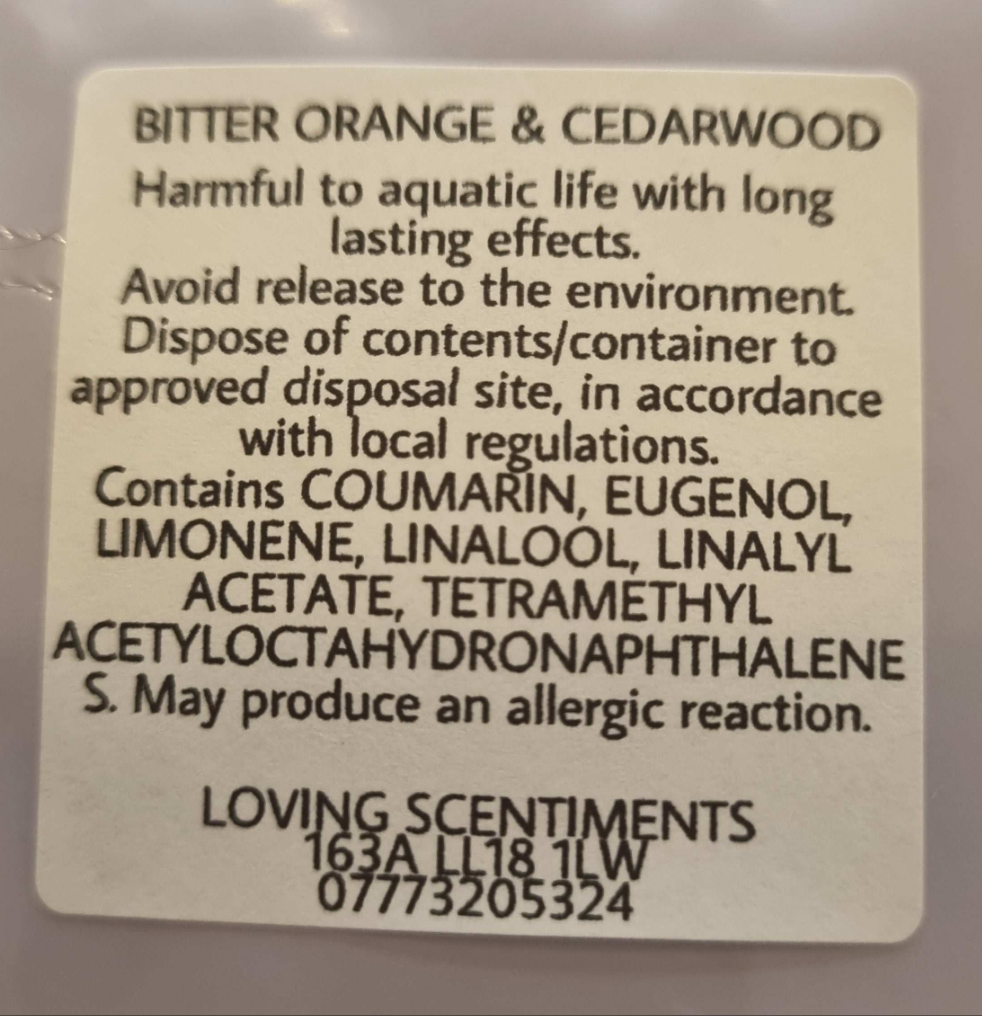 BITTER ORANGE & CEDARWOOD
Harmful to aquatic life with long
lasting effects.
Avoid release to the environment.
Dispose of contents/container to
approved disposal site, in accordance
with local regulations.
Contains COUMARIN, EUGENOL,
LIMONENE, LINALOOL, LINALYL
ACETATE, TETRAMETHYL
ACETYLOCTAHYDRONAPHTHALENE
S. May produce an allergic reaction.
LOVING SCENTIMENTS
163A LL18 1LW
07773205324